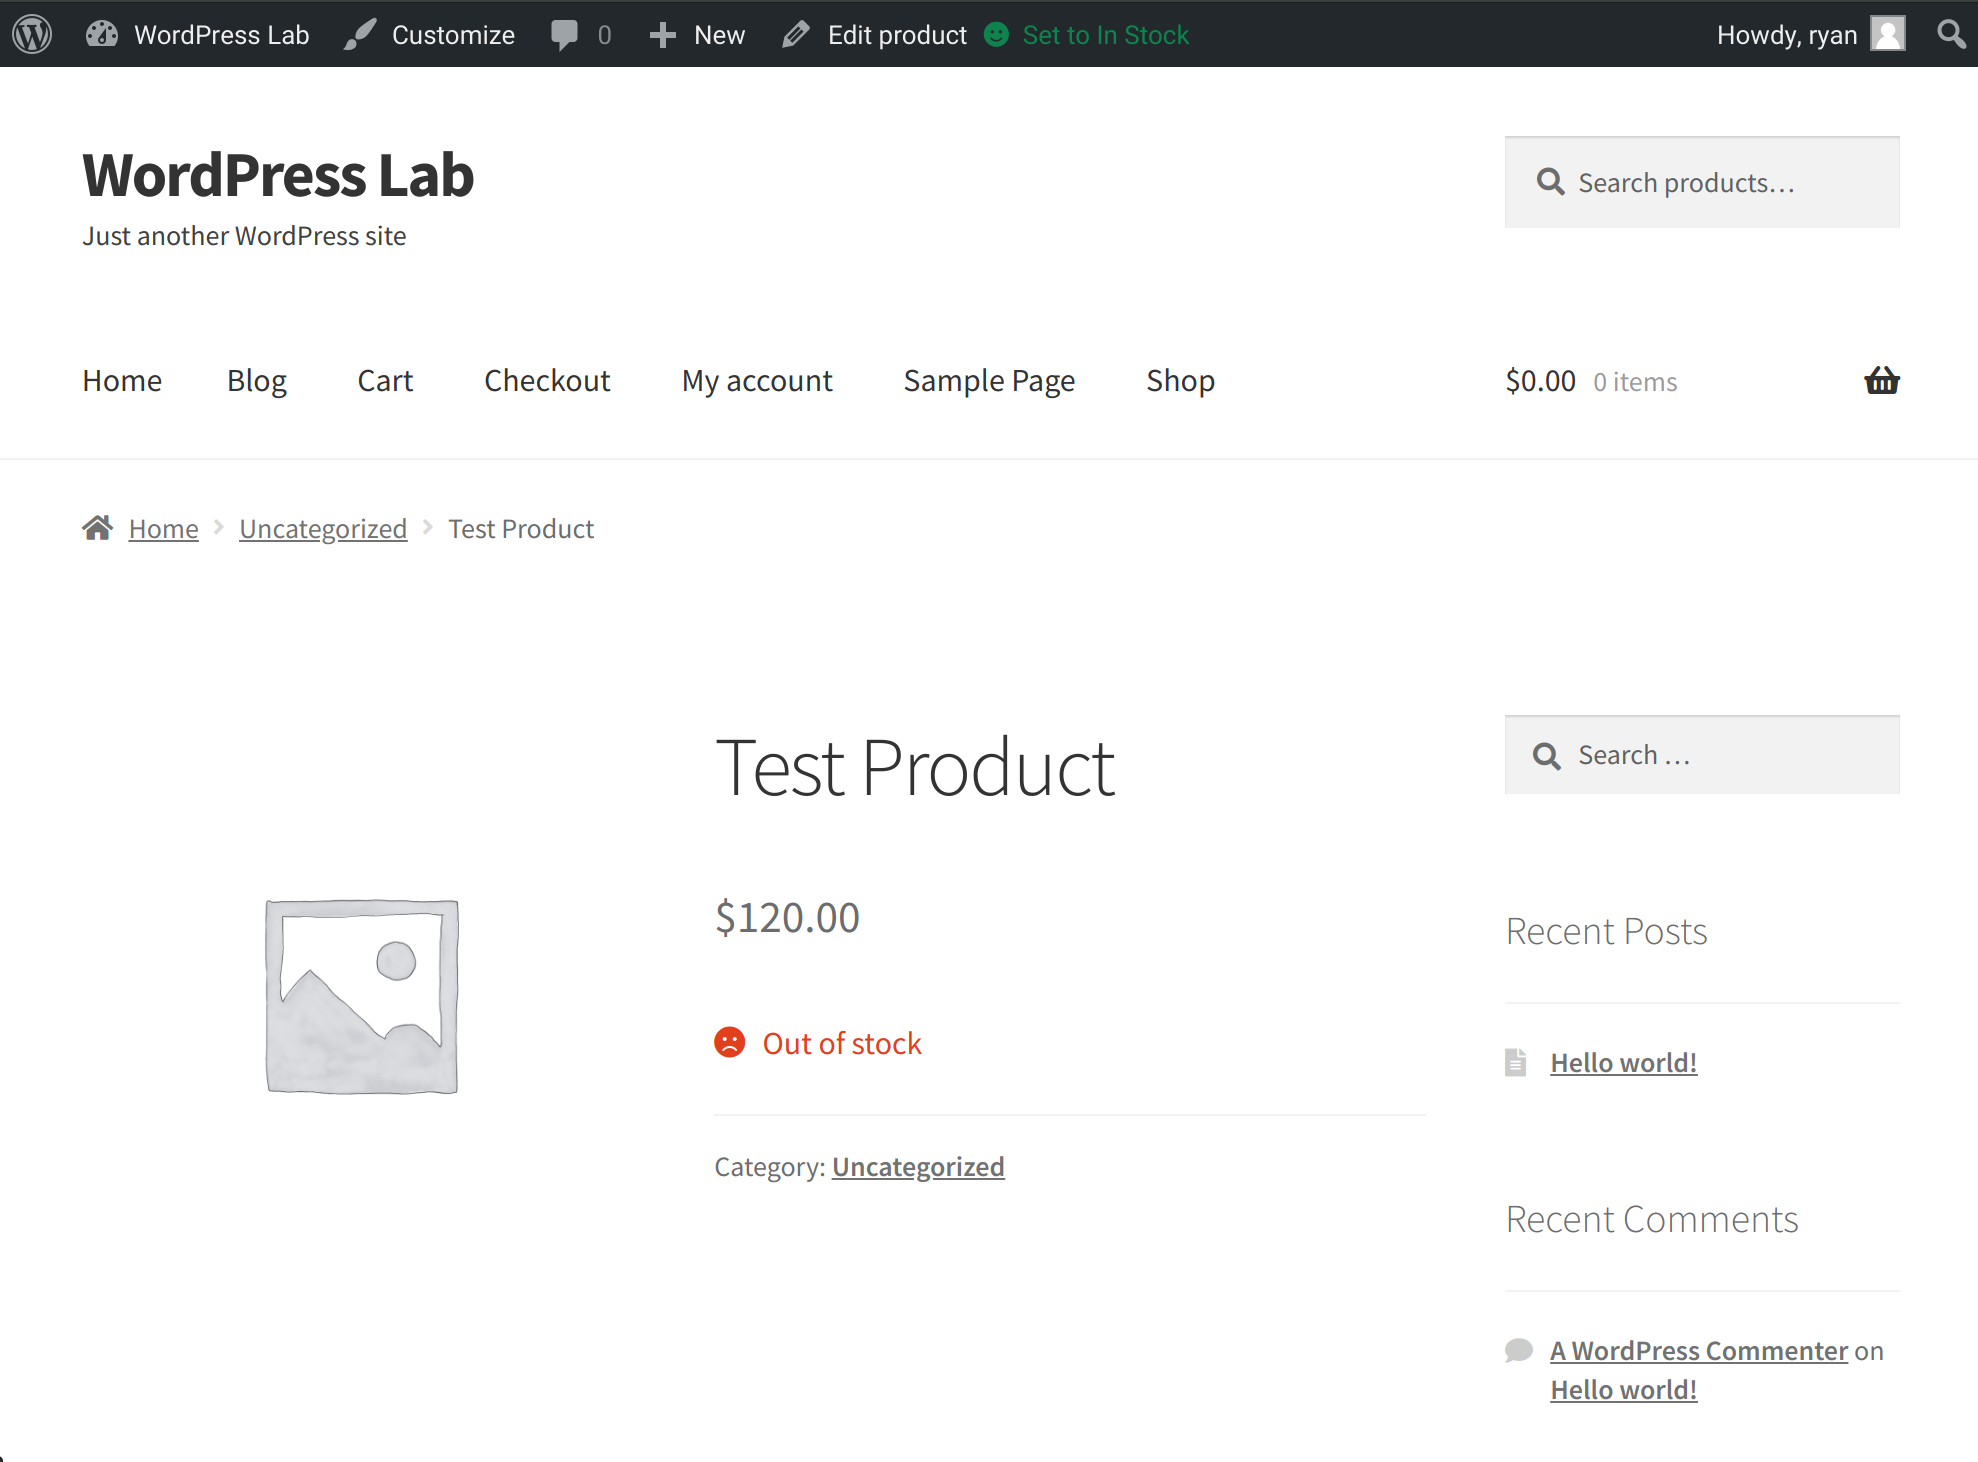 WordPress Lab Customize 0 New Edit product Set to In Stock Howdy, ryan
WordPress Lab
Just another WordPress site
Search products…
Home Blog Cart Checkout My account Sample Page Shop $0.00 0 items
Home Uncategorized Test Product
Test Product
$120.00
Out of stock
Category: Uncategorized
Search …
Recent Posts
Hello world!
Recent Comments
A WordPress Commenter on
Hello world!